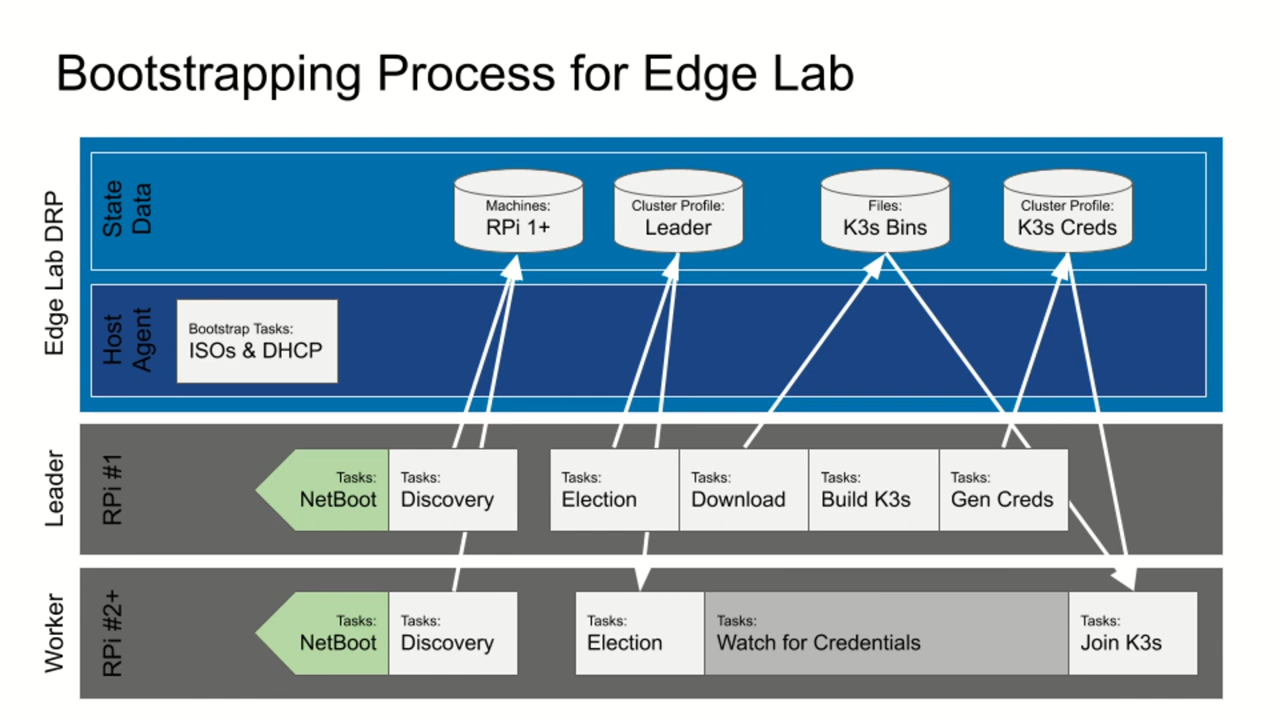 Bootstrapping Process for Edge Lab
Edge Lab DRP
State
Data
Machines:
RPi 1+
Cluster Profile:
Leader
Files:
K3s Bins
Cluster Profile:
K3s Creds
Host
Agent
Bootstrap Tasks:
ISOs & DHCP
Leader
RPi #1
Tasks:
NetBoot
Tasks:
Discovery
Tasks:
Election
Tasks:
Download
Tasks:
Build K3s
Tasks:
Gen Creds
Worker
RPi #2+
Tasks:
NetBoot
Tasks:
Discovery
Tasks:
Election
Tasks:
Watch for Credentials
Tasks:
Join K3s